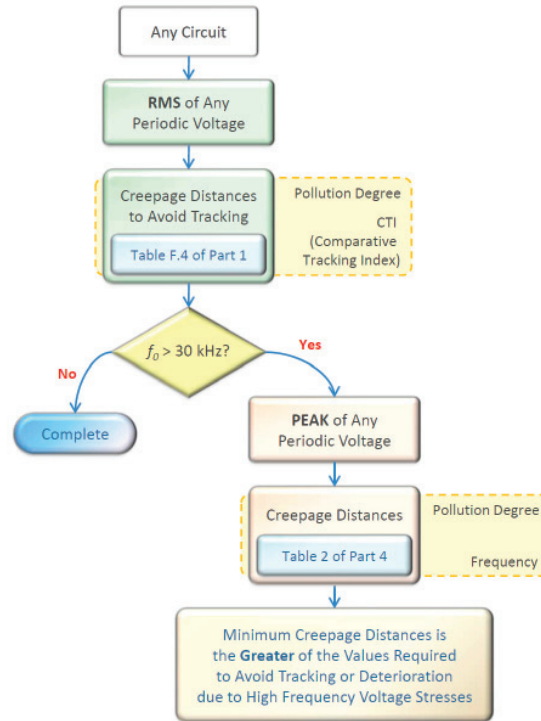 Any Circuit
RMS of Any
Periodic Voltage
Creepage Distances
to Avoid Tracking
Table F.4 of Part 1
Pollution Degree
CTI
(Comparative
Tracking Index)
f₀ > 30 kHz?
No
Yes
Complete
PEAK of Any
Periodic Voltage
Creepage Distances
Table 2 of Part 4
Pollution Degree
Frequency
Minimum Creepage Distances is
the Greater of the Values Required
to Avoid Tracking or Deterioration
due to High Frequency Voltage Stresses